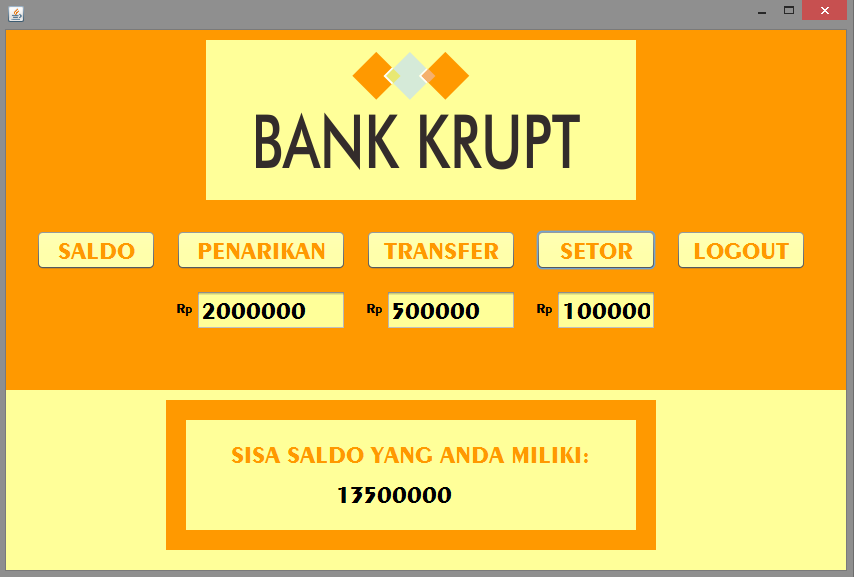 BANK KRUPT
SALDO PENARIKAN TRANSFER SETOR LOGOUT
Rp 2000000 Rp 500000 Rp 100000
SISA SALDO YANG ANDA MILIKI:
13500000